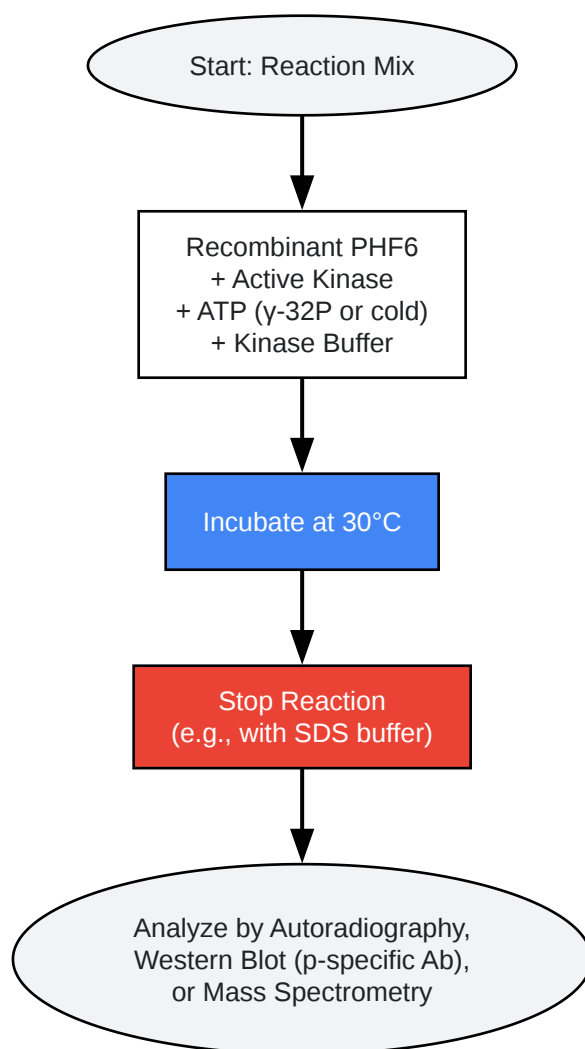 Start: Reaction Mix
Recombinant PHF6
+ Active Kinase
+ ATP (γ-32P or cold)
+ Kinase Buffer
Incubate at 30°C
Stop Reaction
(e.g., with SDS buffer)
Analyze by Autoradiography,
Western Blot (p-specific Ab),
or Mass Spectrometry